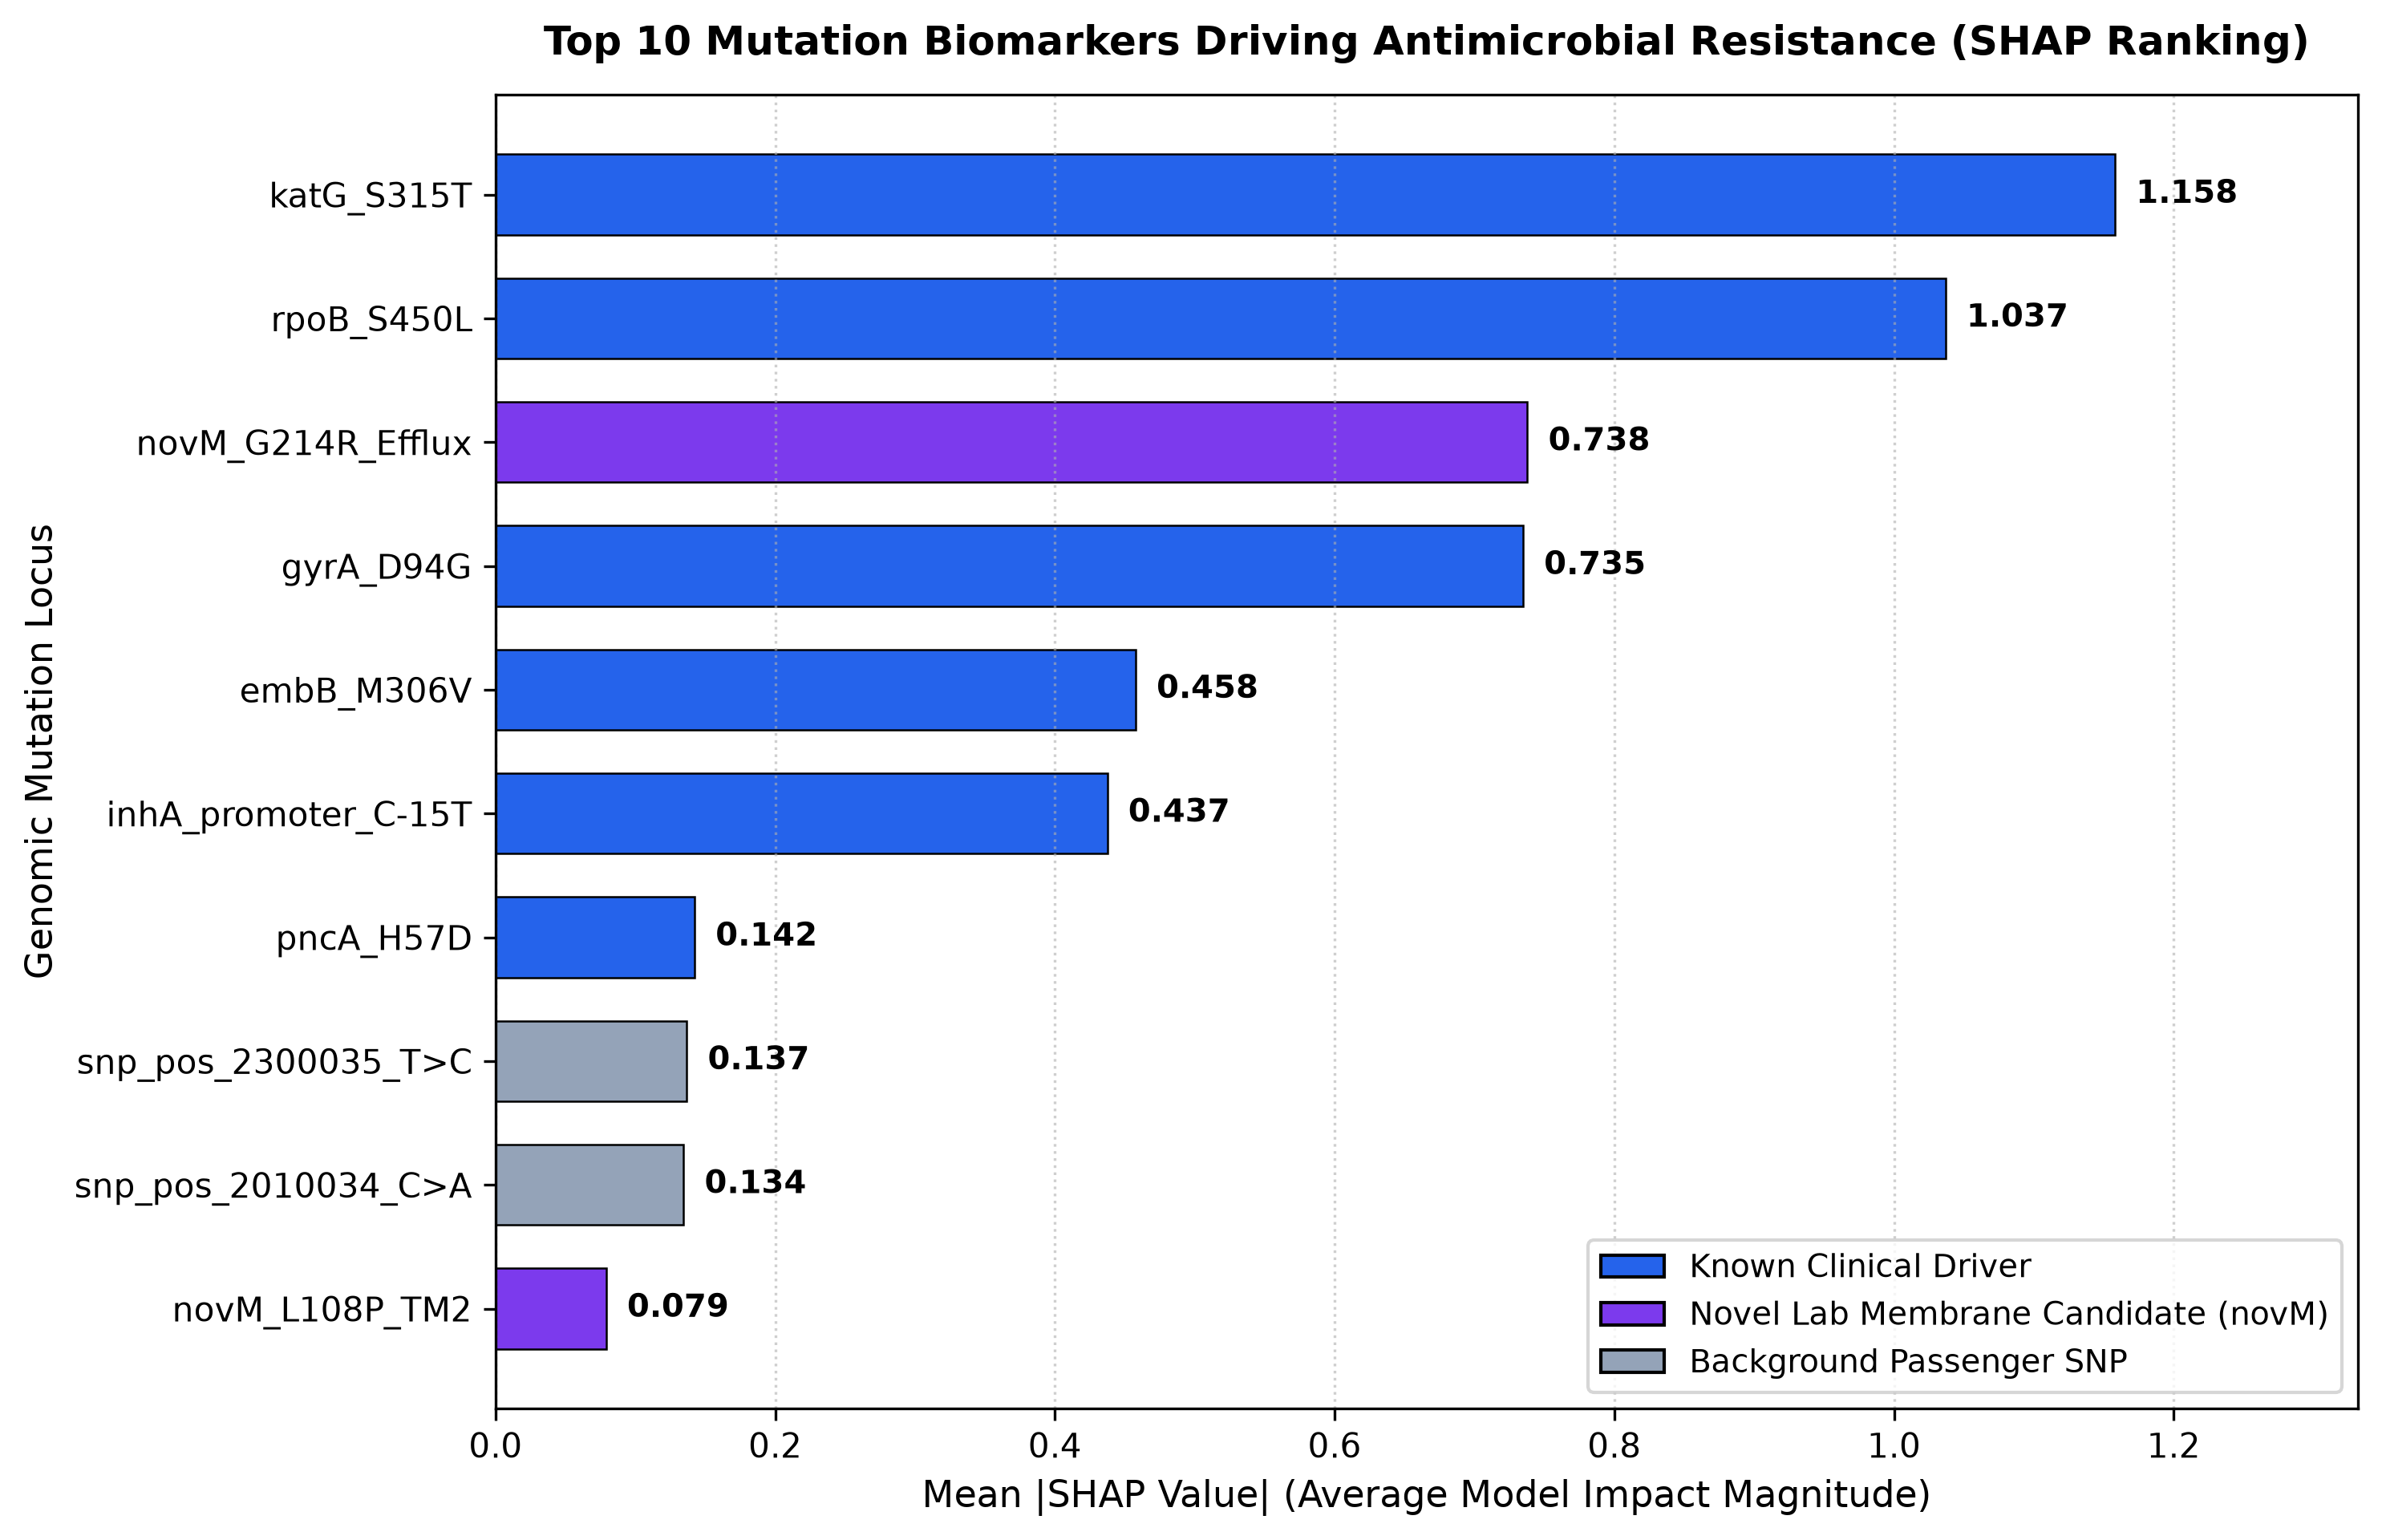 Top 10 Mutation Biomarkers Driving Antimicrobial Resistance (SHAP Ranking)
Genomic Mutation Locus
katG_S315T
1.158
rpoB_S450L
1.037
novM_G214R_Efflux
0.738
gyrA_D94G
0.735
embB_M306V
0.458
inhA_promoter_C-15T
0.437
pncA_H57D
0.142
snp_pos_2300035_T>C
0.137
snp_pos_2010034_C>A
0.134
novM_L108P_TM2
0.079
Known Clinical Driver
Novel Lab Membrane Candidate (novM)
Background Passenger SNP
0.0 0.2 0.4 0.6 0.8 1.0 1.2
Mean |SHAP Value| (Average Model Impact Magnitude)